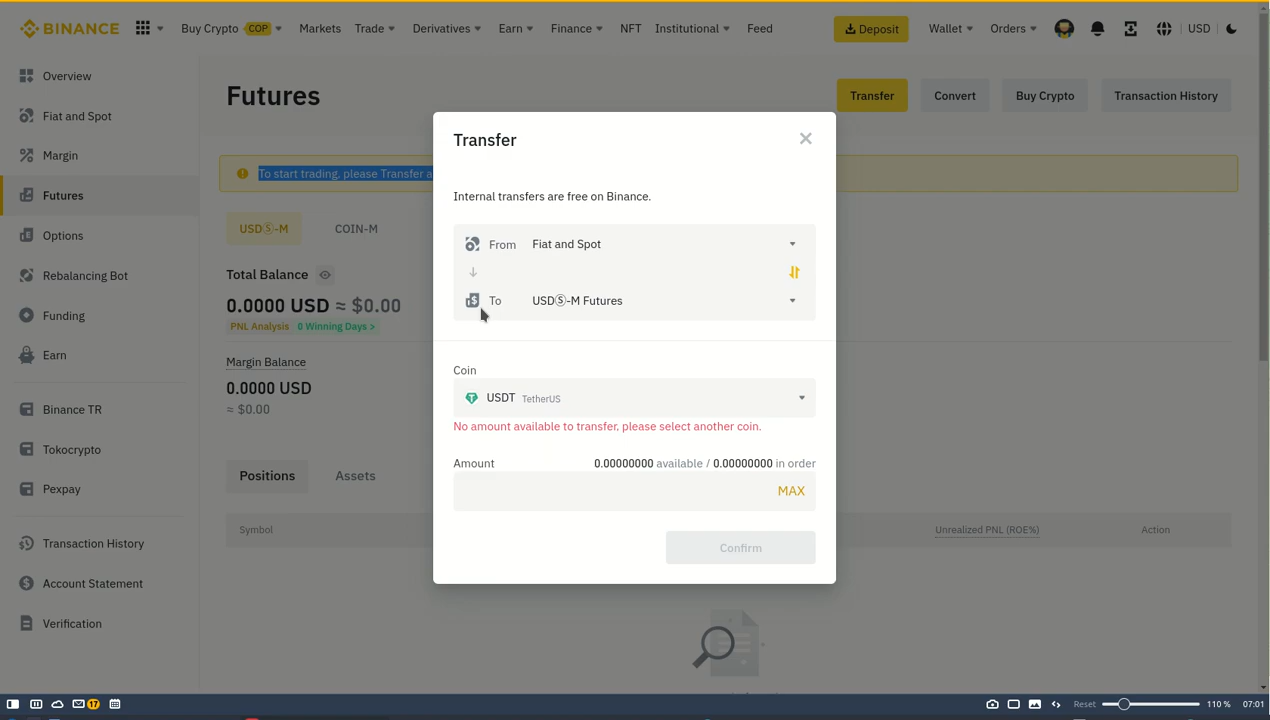 BINANCE
Buy Crypto COP
Markets
Trade
Derivatives
Earn
Finance
NFT
Institutional
Feed
Deposit
Wallet
Orders
USD
Overview
Fiat and Spot
Margin
Futures
Options
Rebalancing Bot
Funding
Earn
Binance TR
Tokocrypto
Pexpay
Transaction History
Account Statement
Verification
Futures
Transfer
Convert
Buy Crypto
Transaction History
To start trading, please Transfer a
USDⓈ-M
COIN-M
Total Balance
0.0000 USD ≈ $0.00
PNL Analysis
0 Winning Days >
Margin Balance
0.0000 USD
≈ $0.00
Positions
Assets
Symbol
Unrealized PNL (ROE%)
Action
Transfer
Internal transfers are free on Binance.
From Fiat and Spot
To USDⓈ-M Futures
Coin
USDT TetherUS
No amount available to transfer, please select another coin.
Amount 0.00000000 available / 0.00000000 in order
MAX
Confirm
17
Reset
110 %
07:01